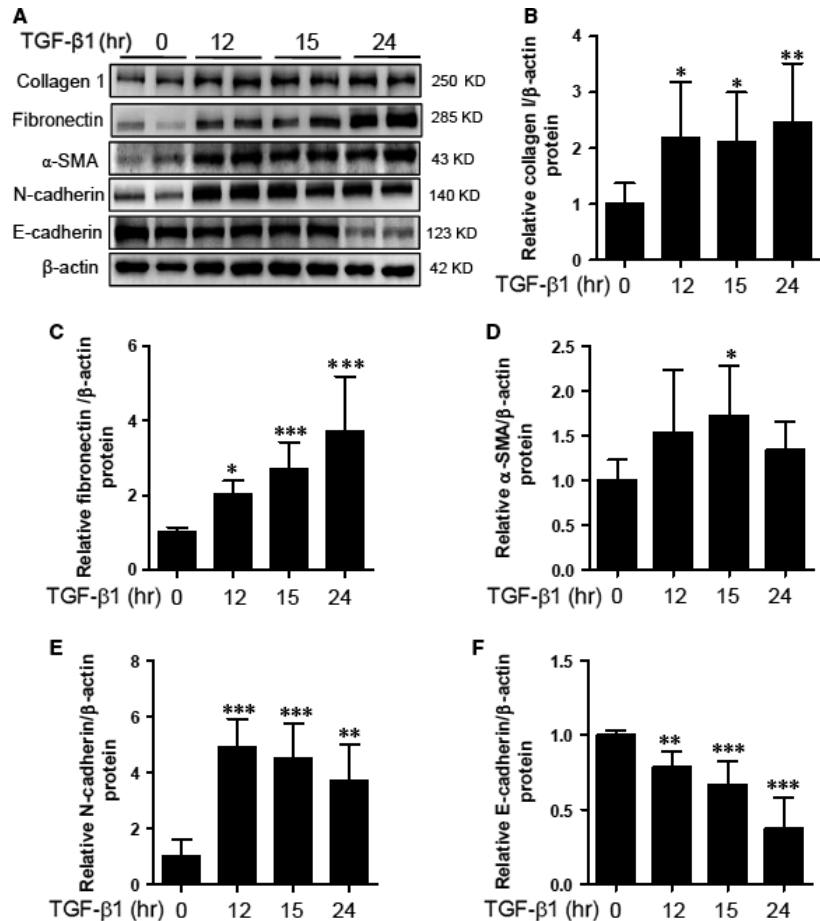 A
TGF-β1 (hr) 0 12 15 24
Collagen 1 250 KD
Fibronectin 285 KD
α-SMA 43 KD
N-cadherin 140 KD
E-cadherin 123 KD
β-actin 42 KD
B
Relative collagen I/β-actin
protein
5
4
3
2
1
0
* * **
TGF-β1 (hr) 0 12 15 24
C
Relative fibronectin /β-actin
protein
6
4
2
0
* *** ***
TGF-β1 (hr) 0 12 15 24
D
Relative α-SMA/β-actin
protein
2.5
2.0
1.5
1.0
0.5
0.0
*
TGF-β1 (hr) 0 12 15 24
E
Relative N-cadherin/β-actin
protein
8
6
4
2
0
*** *** **
TGF-β1 (hr) 0 12 15 24
F
Relative E-cadherin/β-actin
protein
1.5
1.0
0.5
0.0
** *** ***
TGF-β1 (hr) 0 12 15 24